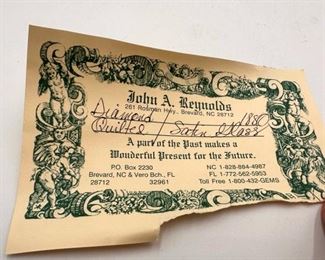 John A. Reynolds
261 Rosman Hwy., Brevard, NC 28712
Diamond 1880
Quilted / Satin Glass
A part of the Past makes a
Wonderful Present for the Future.
PO. Box 2230 NC 1-828-884-4987
Brevard, NC & Vero Bch., FL FL 1-772-562-5953
28712 32961 Toll Free 1-800-432-GEMS